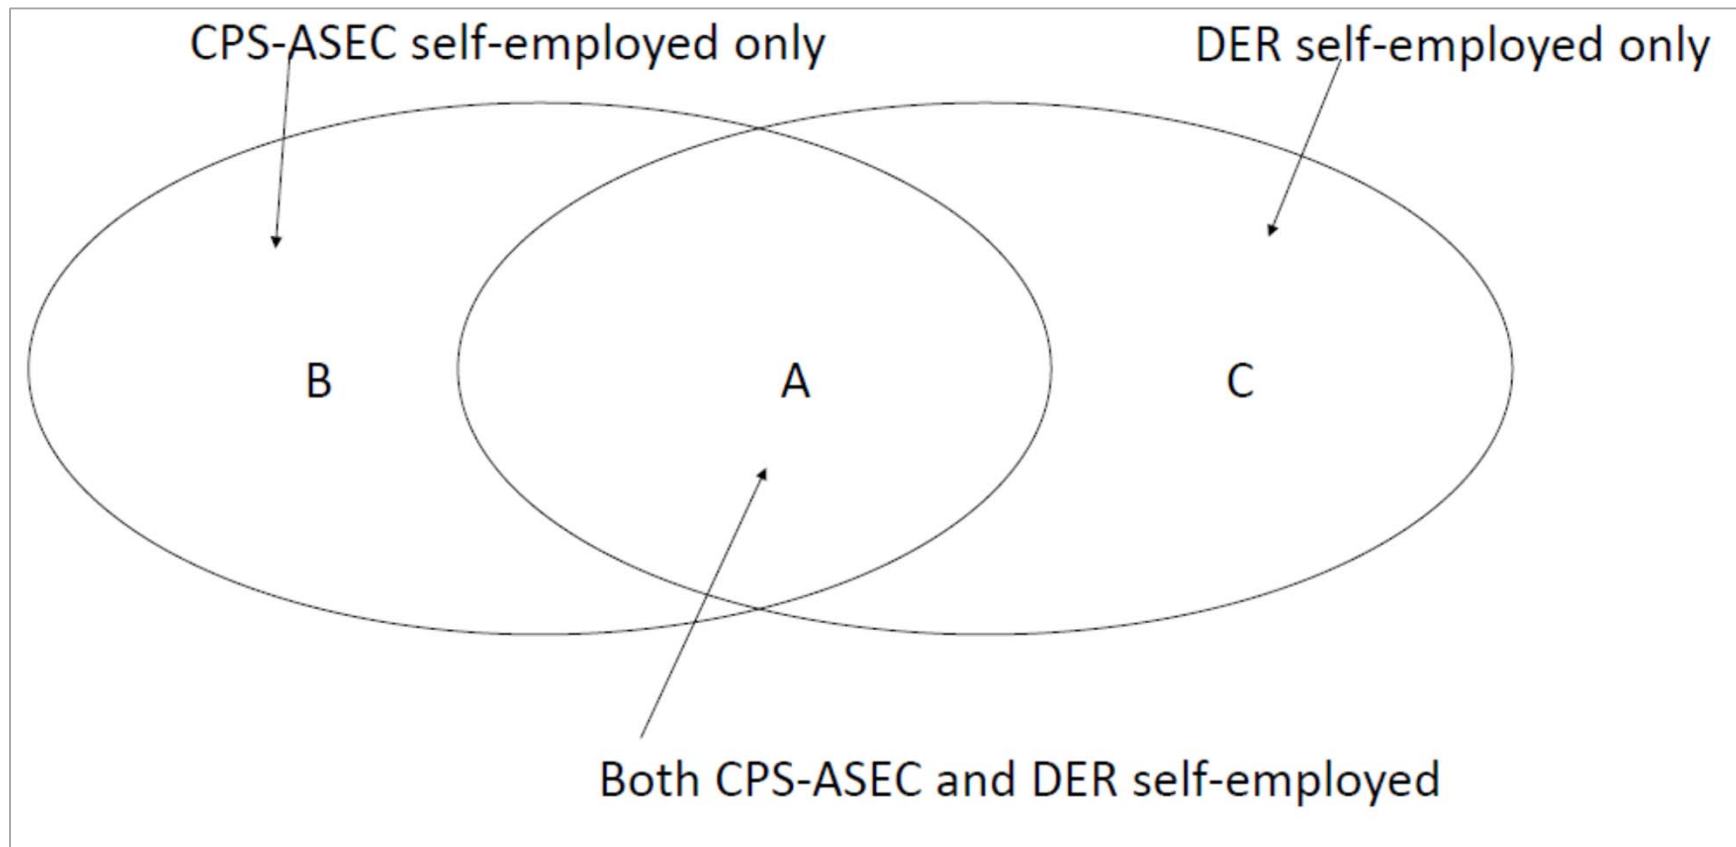 CPS-ASEC self-employed only
DER self-employed only
B
A
C
Both CPS-ASEC and DER self-employed